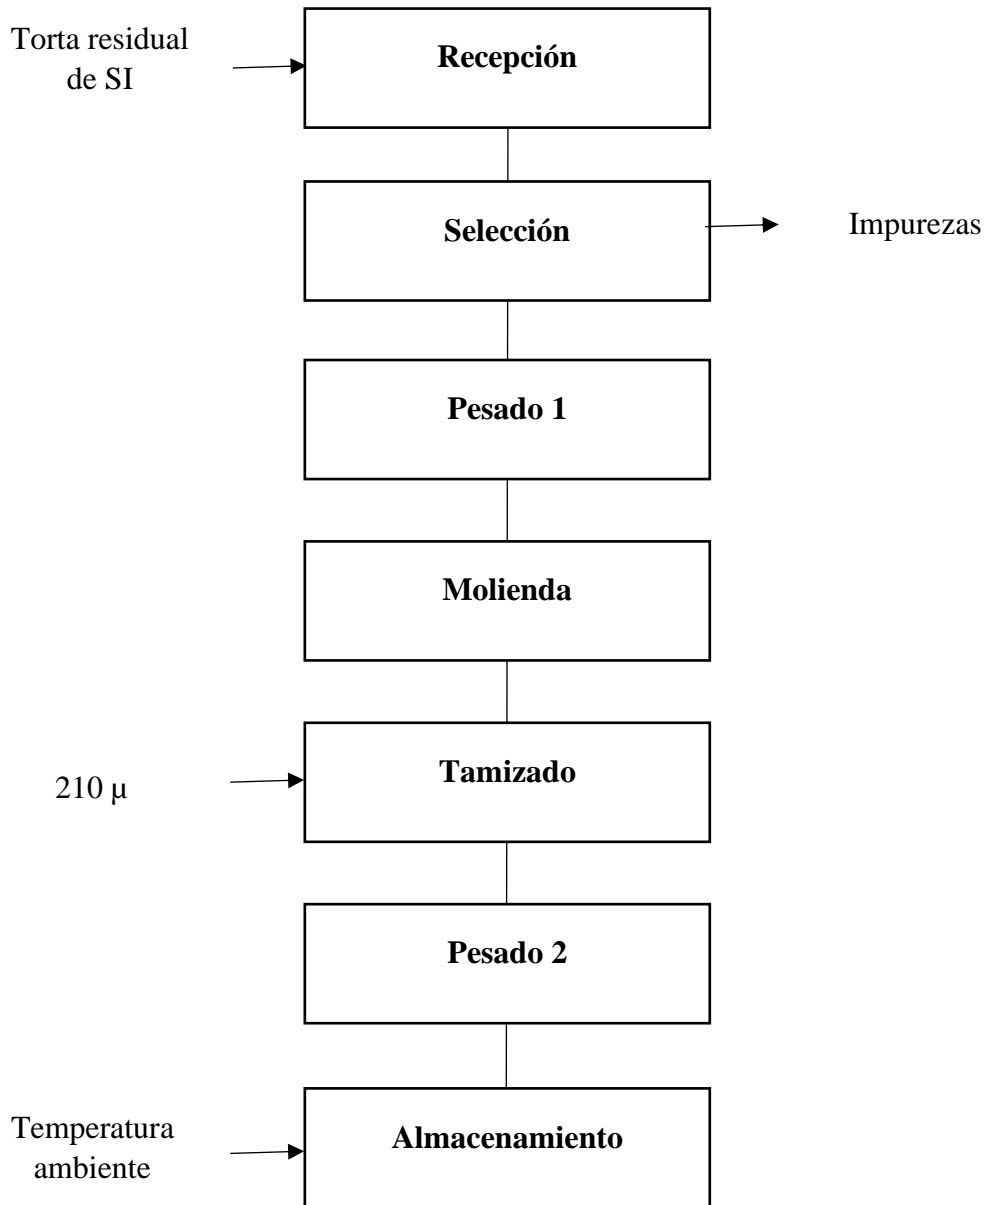 Torta residual
de SI
Recepción
Selección
Impurezas
Pesado 1
Molienda
210 µ
Tamizado
Pesado 2
Temperatura
ambiente
Almacenamiento